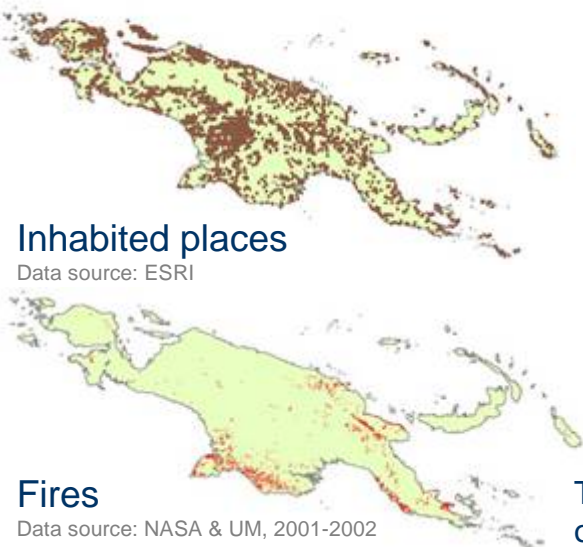 Inhabited places
Data source: ESRI
Fires
Data source: NASA & UM, 2001-2002